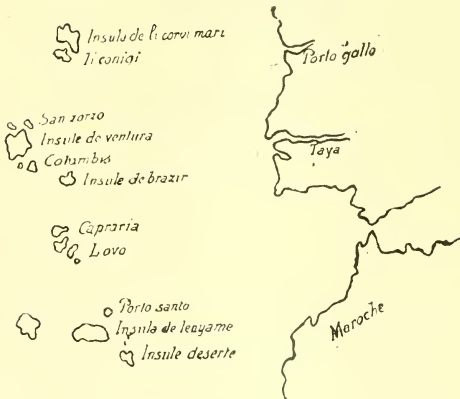 Insula de li corvi mari
li conigi
Porto gallo
San zorzo
Insule de ventura
Columbis
Taya
Insule de brazir
Capraria
Lovo
Porto santo
Insula de legname
Insule deserte
Maroche